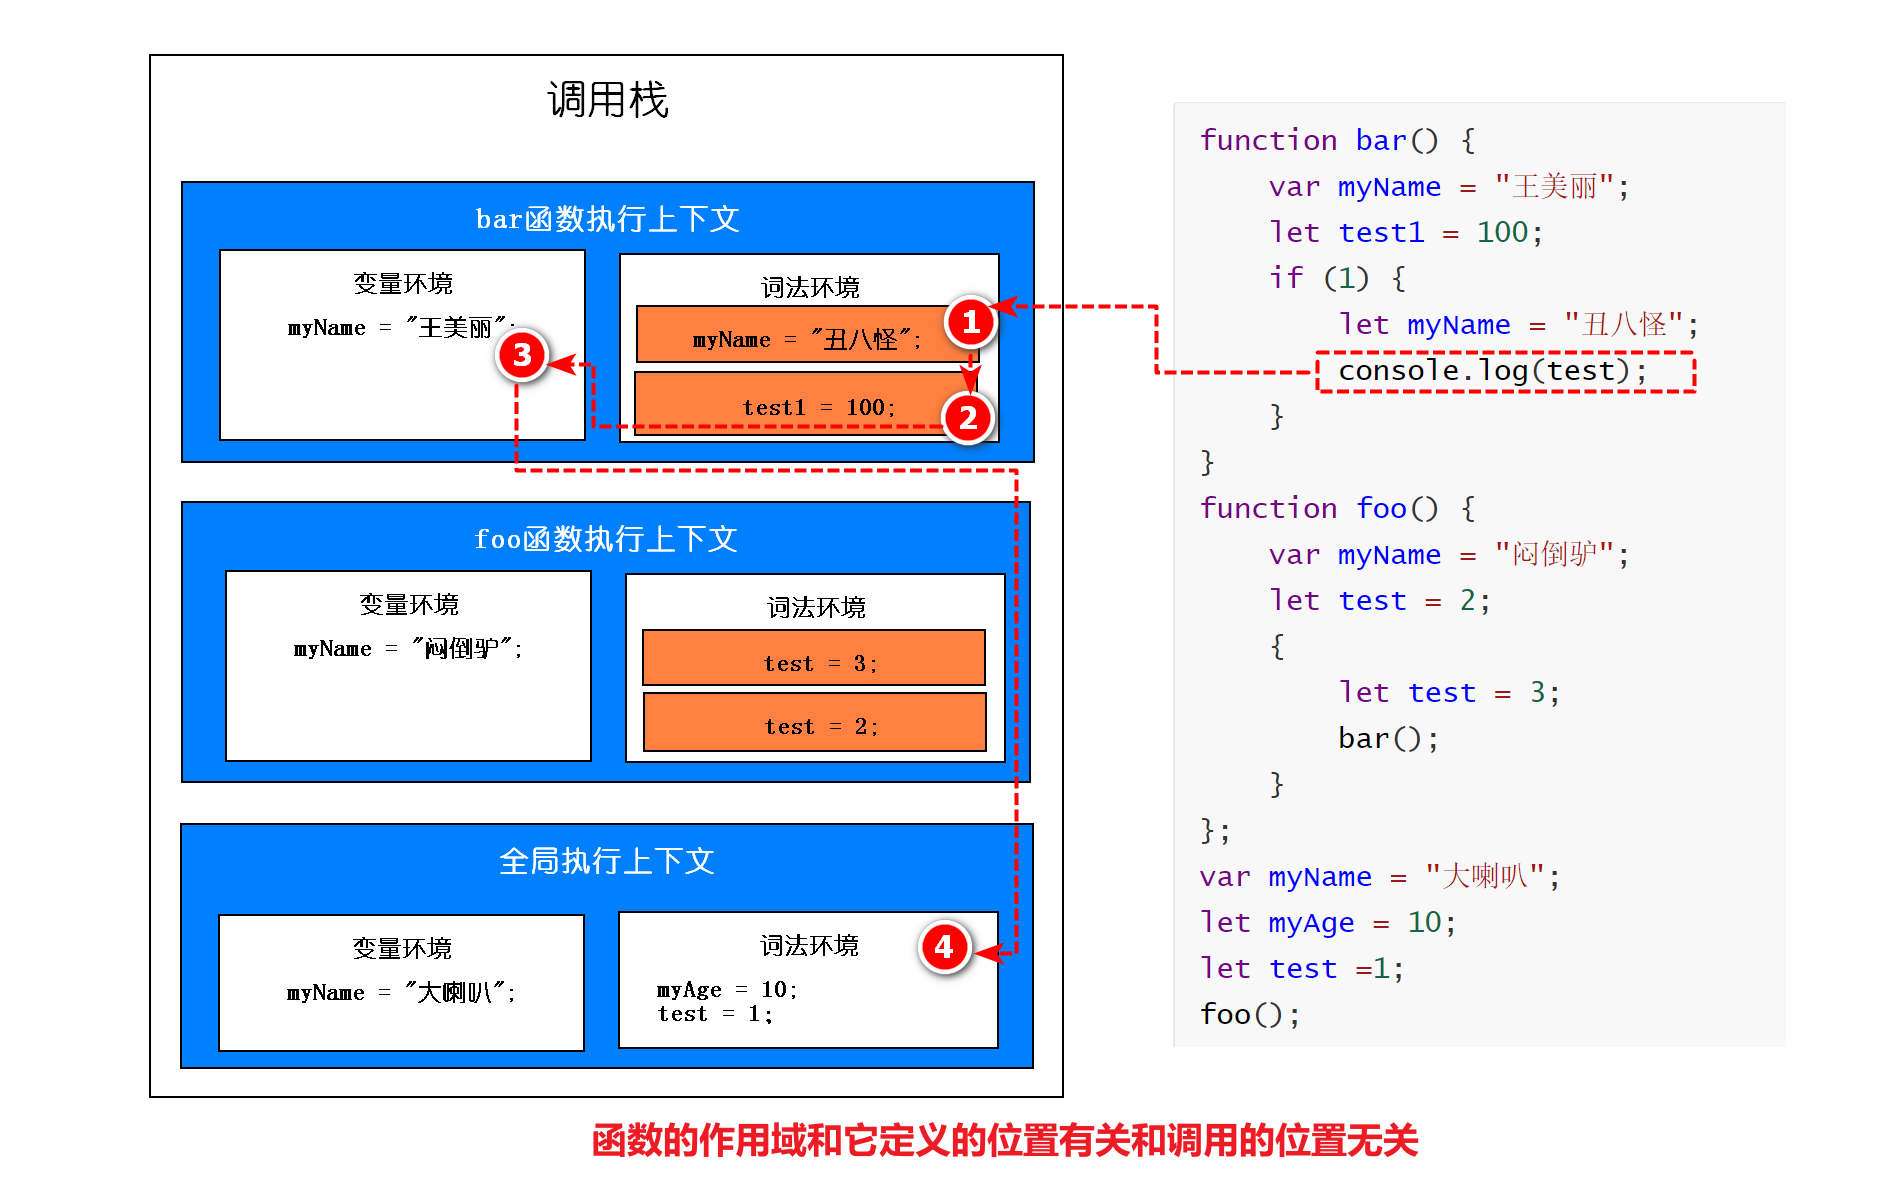 调用栈
bar函数执行上下文
变量环境
myName = "王美丽";
词法环境
myName = "丑八怪";
test1 = 100;
1
2
3
foo函数执行上下文
变量环境
myName = "闷倒驴";
词法环境
test = 3;
test = 2;
全局执行上下文
变量环境
myName = "大喇叭";
词法环境
4
myAge = 10;
test = 1;
function bar() {
    var myName = "王美丽";
    let test1 = 100;
    if (1) {
        let myName = "丑八怪";
        console.log(test);
    }
}
function foo() {
    var myName = "闷倒驴";
    let test = 2;
    {
        let test = 3;
        bar();
    }
};
var myName = "大喇叭";
let myAge = 10;
let test =1;
foo();
函数的作用域和它定义的位置有关和调用的位置无关